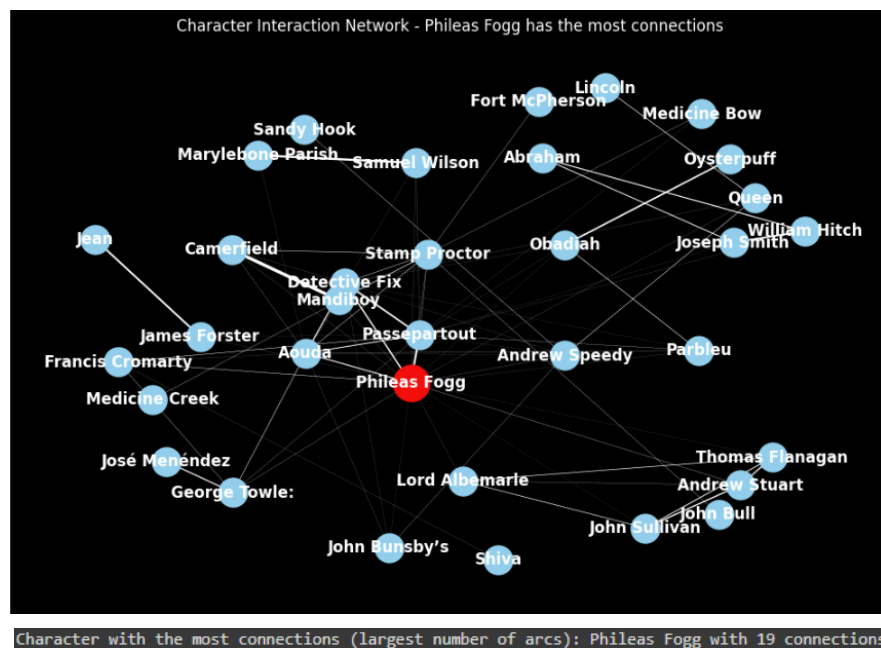 Character Interaction Network - Phileas Fogg has the most connections
Lincoln
Fort McPherson
Medicine Bow
Sandy Hook
Marylebone Parish
Samuel Wilson
Abraham
Oysterpuff
Queen
William Hitch
Jean
Camerfield
Stamp Proctor
Obadiah
Joseph Smith
Detective Fix
Mandiboy
James Forster
Passepartout
Francis Cromarty
Aouda
Andrew Speedy
Parbleu
Phileas Fogg
Medicine Creek
José Menéndez
Thomas Flanagan
George Towle:
Lord Albemarle
Andrew Stuart
John Bull
John Sullivan
John Bunsby’s
Shiva
Character with the most connections (largest number of arcs): Phileas Fogg with 19 connections